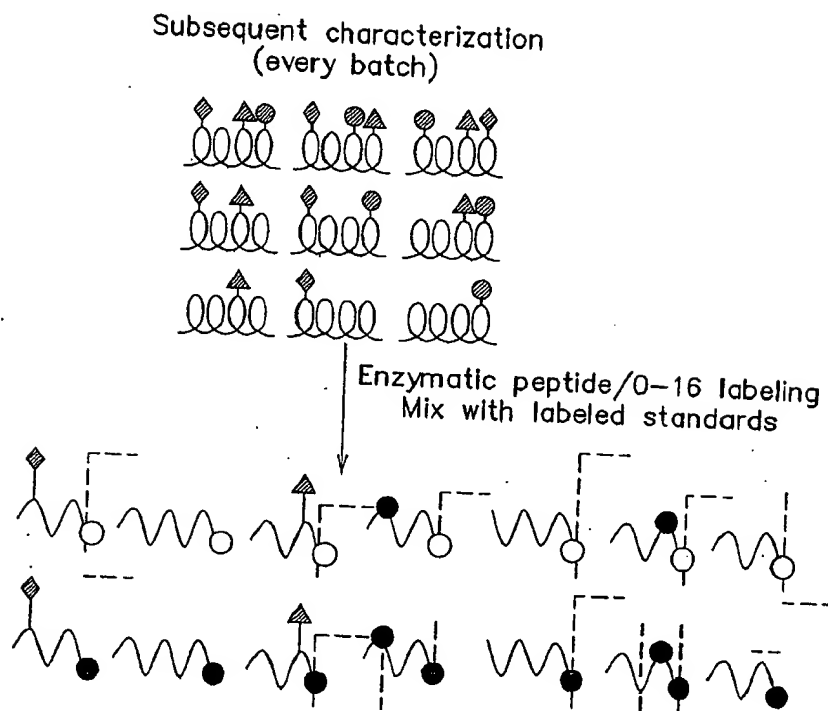 Subsequent characterization
(every batch)
Enzymatic peptide/O-16 labeling
Mix with labeled standards